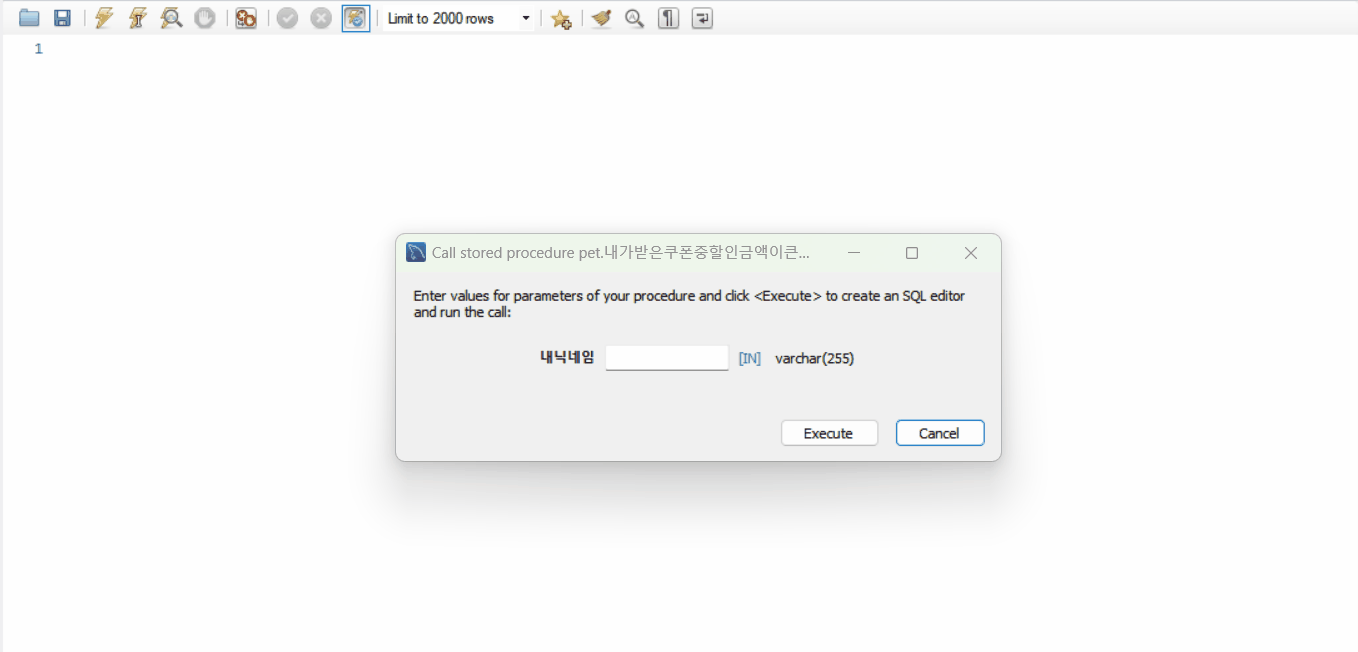 Limit to 2000 rows
1
Call stored procedure pet.내가받은쿠폰중할인금액이큰...
Enter values for parameters of your procedure and click <Execute> to create an SQL editor
and run the call:
내닉네임 [IN] varchar(255)
Execute Cancel